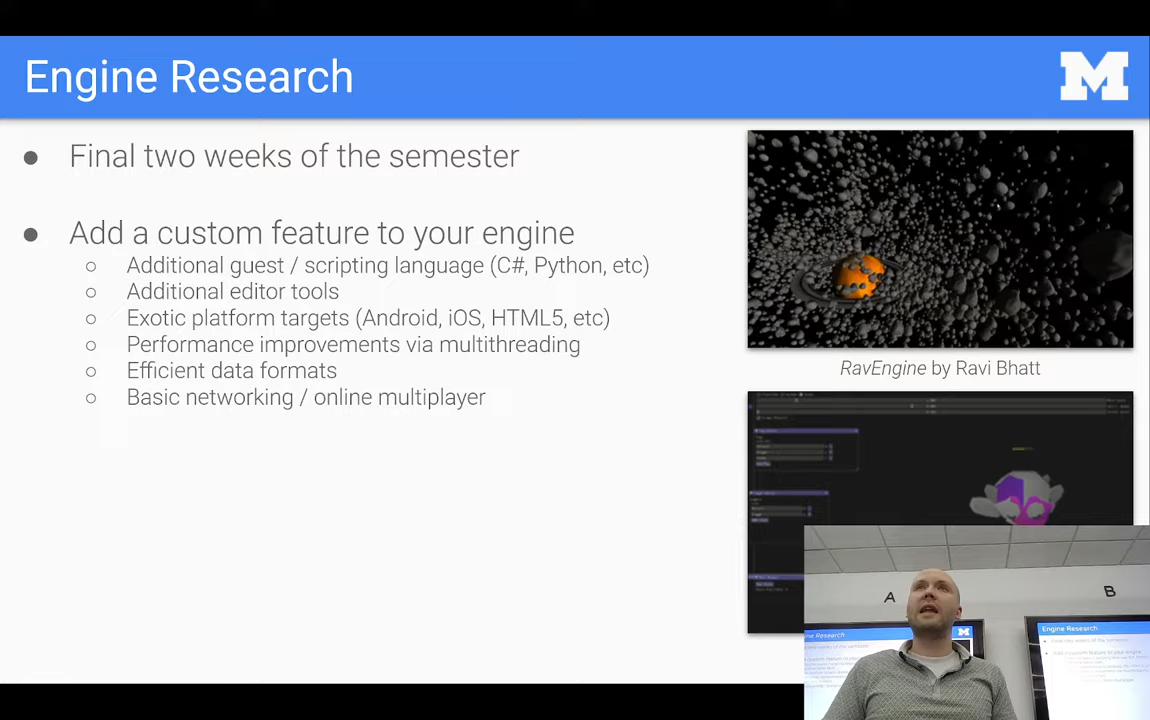 Engine Research
M
Final two weeks of the semester
Add a custom feature to your engine
Additional guest / scripting language (C#, Python, etc)
Additional editor tools
Exotic platform targets (Android, iOS, HTML5, etc)
Performance improvements via multithreading
Efficient data formats
Basic networking / online multiplayer
RavEngine by Ravi Bhatt
A
B
Engine Research
M
Engine Research